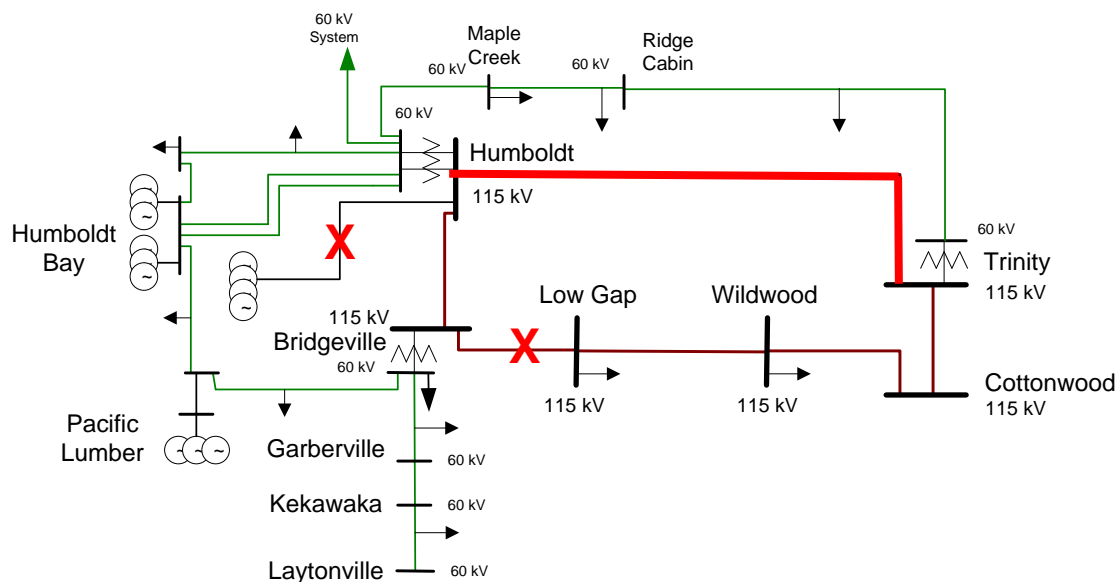 60 kV
System
Maple
Creek
Ridge
Cabin
60 kV
60 kV
60 kV
Humboldt
115 kV
Humboldt
Bay
~
~
~
60 kV
Trinity
115 kV
Low Gap
Wildwood
115 kV
Bridgeville
60 kV
115 kV
115 kV
Cottonwood
115 kV
Pacific
Lumber
~
Garberville
60 kV
Kekawaka
60 kV
Laytonville
60 kV